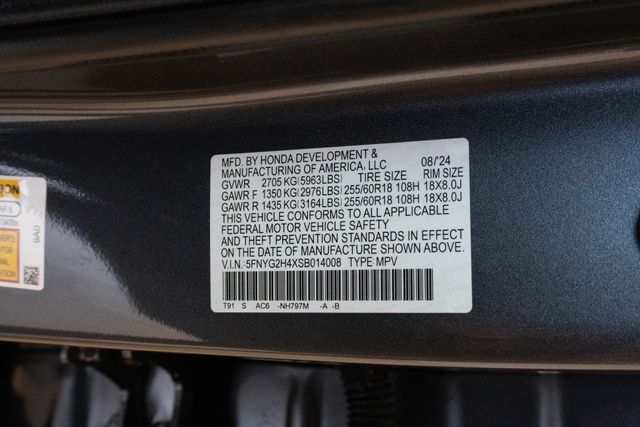 MFD. BY HONDA DEVELOPMENT & 08/'24
MANUFACTURING OF AMERICA, LLC
TIRE SIZE RIM SIZE
GVWR 2705 KG(5963LBS)
GAWR F 1350 KG(2976LBS) 255/60R18 108H 18X8.0J
GAWR R 1435 KG(3164LBS) 255/60R18 108H 18X8.0J
THIS VEHICLE CONFORMS TO ALL APPLICABLE
FEDERAL MOTOR VEHICLE SAFETY
AND THEFT PREVENTION STANDARDS IN EFFECT
ON THE DATE OF MANUFACTURE SHOWN ABOVE.
V.I.N.:5FNYG2H4XSB014008 TYPE:MPV
T91 S AC6 -NH797M -A -B
9A0